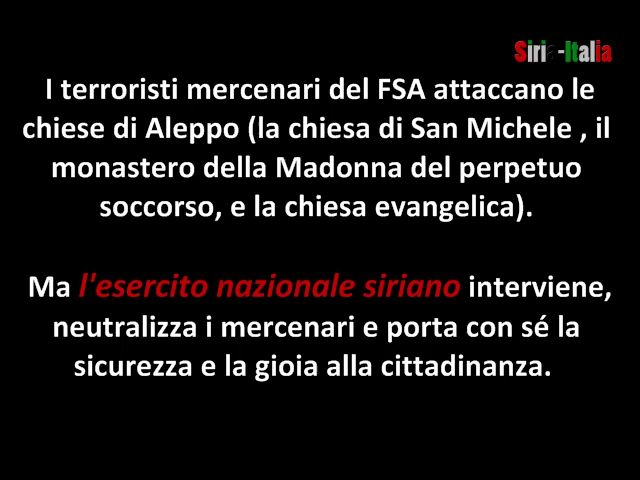 Siria-Italia
I terroristi mercenari del FSA attaccano le
chiese di Aleppo (la chiesa di San Michele , il
monastero della Madonna del perpetuo
soccorso, e la chiesa evangelica).
Ma l'esercito nazionale siriano interviene,
neutralizza i mercenari e porta con sé la
sicurezza e la gioia alla cittadinanza.